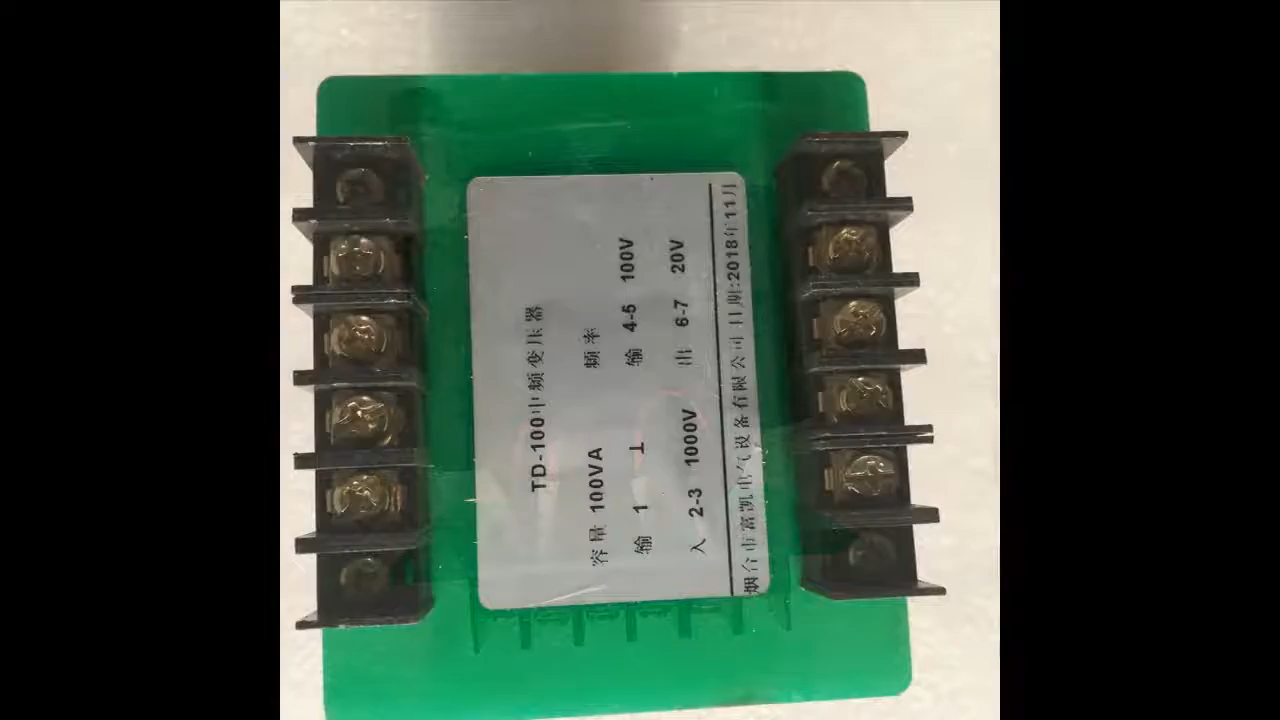 TD-100中频变压器
容量 100VA 频率
输 1 ⊥ 输 4-5 100V
入 2-3 1000V 出 6-7 20V
烟台市富凯电气设备有限公司 日期:2018年11月